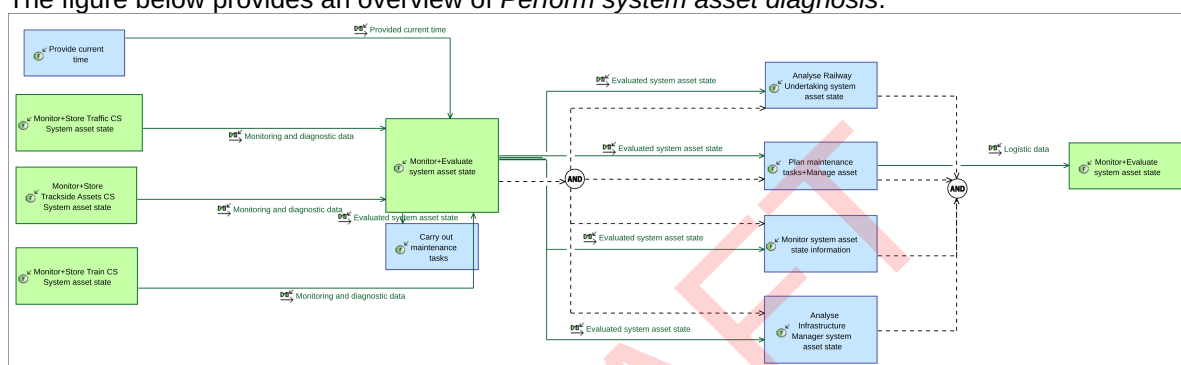 The figure below provides an overview of Perform system asset diagnosis.
Provided current time
Provide current
time
Evaluated system asset state
Analyse Railway
Undertaking system
asset state
Monitor+Store Traffic CS
System asset state
Monitoring and diagnostic data
Monitor+Evaluate
system asset state
Evaluated system asset state
Plan maintenance
tasks+Manage asset
Logistic data
Monitor+Evaluate
system asset state
AND
AND
Monitor+Store
Trackside Assets CS
System asset state
Monitoring and diagnostic data
Evaluated system asset state
Carry out
maintenance
tasks
Evaluated system asset state
Monitor system asset
state information
Monitor+Store Train CS
System asset state
Monitoring and diagnostic data
Evaluated system asset state
Analyse
Infrastructure
Manager system
asset state